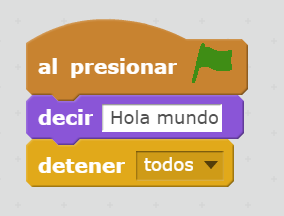 al presionar
decir Hola mundo
detener todos